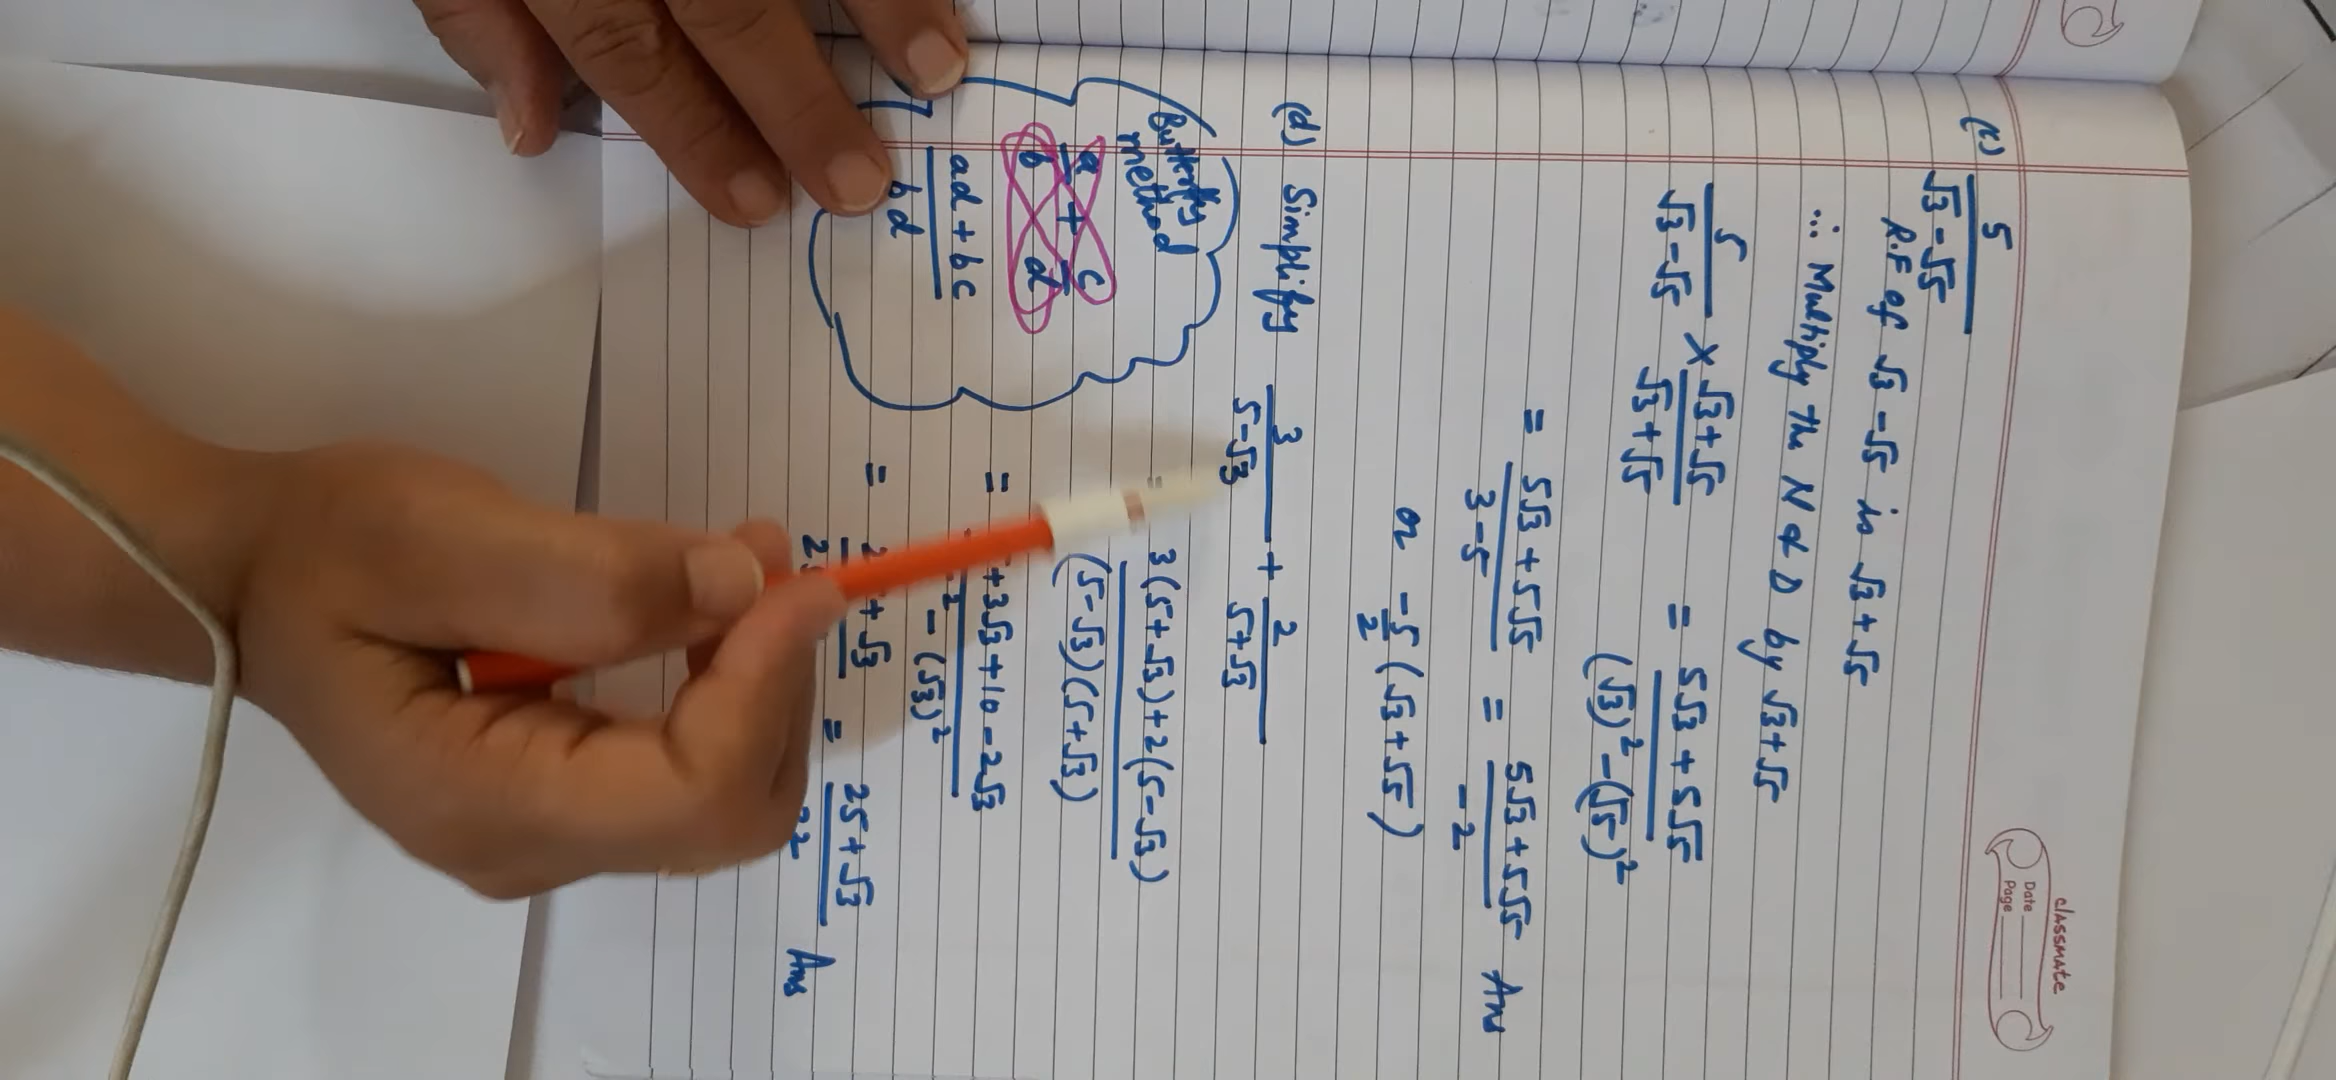 classmate
Date
Page
(c) 5/(√3-√5)
R.F of √3-√5 is √3+√5
∴ Multiply the N & D by √3+√5
5/(√3-√5) × (√3+√5)/(√3+√5) = (5√3+5√5)/((√3)²-(√5)²)
= (5√3+5√5)/(3-5) = (5√3+5√5)/-2 Ans
or -5/2 (√3+√5)
(d) Simplify 3/(5-√3) + 2/(5+√3)
= (3(5+√3)+2(5-√3))/((5-√3)(5+√3))
= +3√3+10-2√3 / -(√3)²
= +√3 = (25+√3)/22 Ans
Butterfly
method
a/b + c/d
(ad+bc)/bd